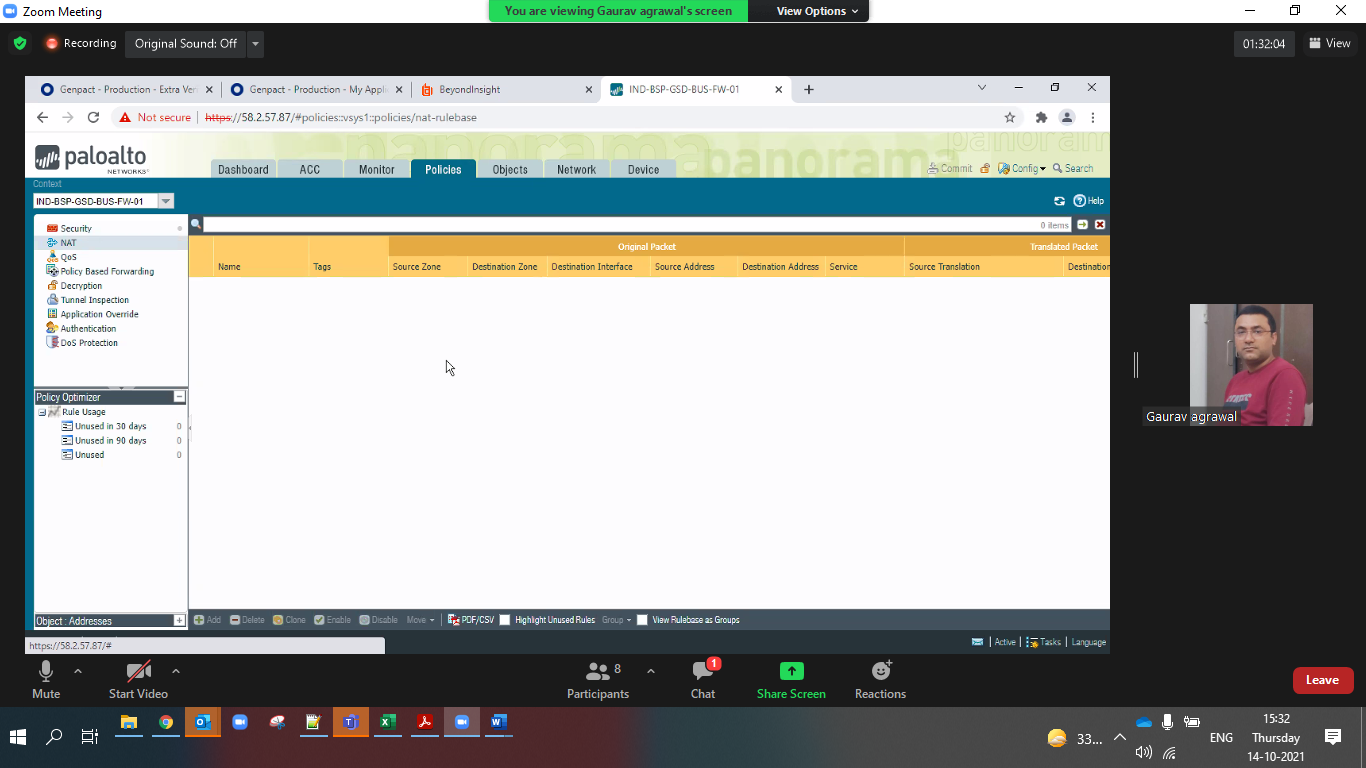 Zoom Meeting
You are viewing Gaurav agrawal's screen
View Options
Recording
Original Sound: Off
01:32:04
View
Genpact - Production - Extra Ver
Genpact - Production - My Apple
BeyondInsight
IND-BSP-GSD-BUS-FW-01
Not secure
https://58.2.57.87/#policies::vsys1::policies/nat-rulebase
paloalto
NETWORKS
panorama
panorama
panorama
Dashboard
ACC
Monitor
Policies
Objects
Network
Device
Commit
Config
Search
Context
IND-BSP-GSD-BUS-FW-01
Help
Security
NAT
QoS
Policy Based Forwarding
Decryption
Tunnel Inspection
Application Override
Authentication
DoS Protection
0 items
Original Packet
Translated Packet
Name
Tags
Source Zone
Destination Zone
Destination Interface
Source Address
Destination Address
Service
Source Translation
Destination
Policy Optimizer
Rule Usage
Unused in 30 days 0
Unused in 90 days 0
Unused 0
Object : Addresses
Add
Delete
Clone
Enable
Disable
Move
PDF/CSV
Highlight Unused Rules
Group
View Rulebase as Groups
https://58.2.57.87/#
Active
Tasks
Language
Gaurav agrawal
Mute
Start Video
8
Participants
1
Chat
Share Screen
Reactions
Leave
33...
ENG
15:32
Thursday
14-10-2021